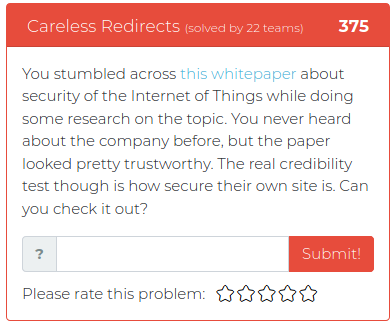 Careless Redirects (solved by 22 teams) 375
You stumbled across this whitepaper about
security of the Internet of Things while doing
some research on the topic. You never heard
about the company before, but the paper
looked pretty trustworthy. The real credibility
test though is how secure their own site is. Can
you check it out?
? Submit!
Please rate this problem: